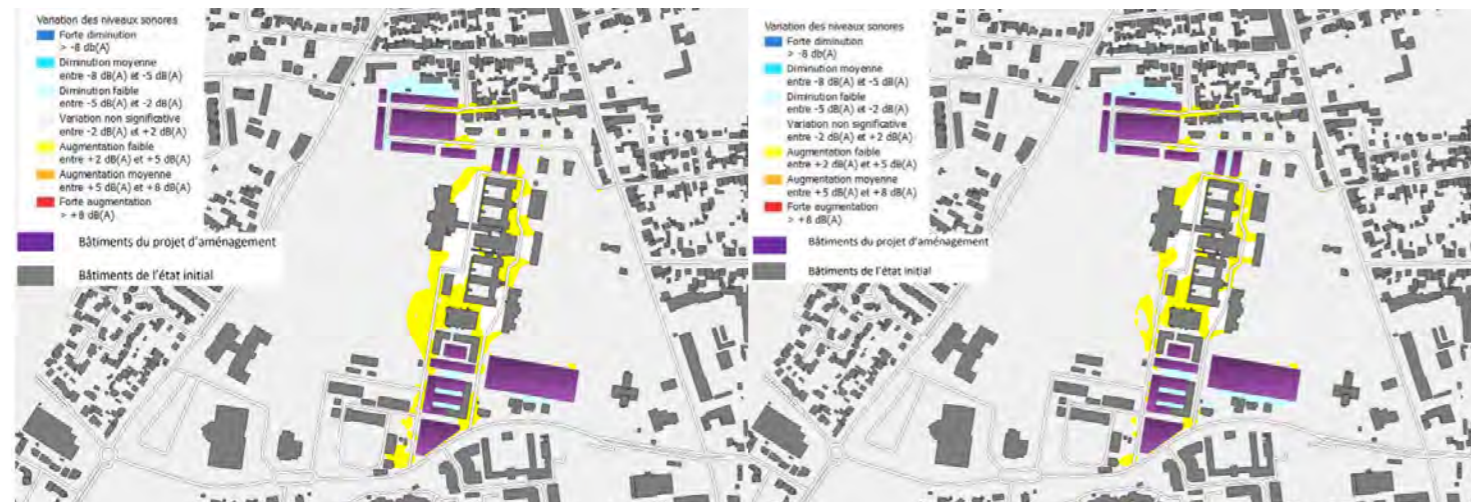 Variation des niveaux sonores
Forte diminution
> -8 db(A)
Diminution moyenne
entre -8 dB(A) et -5 dB(A)
Diminution faible
entre -5 dB(A) et -2 dB(A)
Variation non significative
entre -2 dB(A) et +2 dB(A)
Augmentation faible
entre +2 dB(A) et +5 dB(A)
Augmentation moyenne
entre +5 dB(A) et +8 dB(A)
Forte augmentation
> +8 dB(A)
Bâtiments du projet d'aménagement
Bâtiments de l'état initial
Variation des niveaux sonores
Forte diminution
> -8 db(A)
Diminution moyenne
entre -8 dB(A) et -5 dB(A)
Diminution faible
entre -5 dB(A) et -2 dB(A)
Variation non significative
entre -2 dB(A) et +2 dB(A)
Augmentation faible
entre +2 dB(A) et +5 dB(A)
Augmentation moyenne
entre +5 dB(A) et +8 dB(A)
Forte augmentation
> +8 dB(A)
Bâtiments du projet d'aménagement
Bâtiments de l'état initial